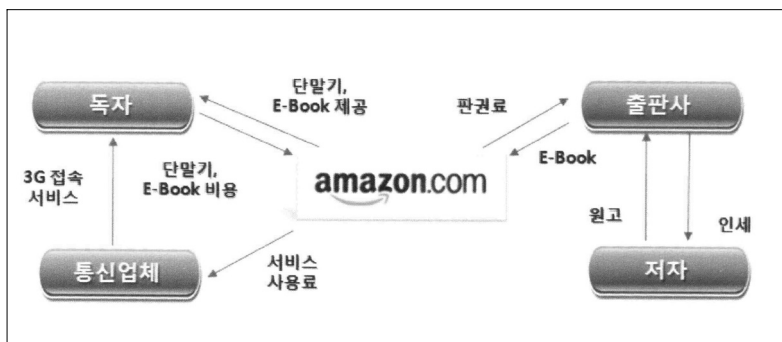 독자
단말기,
E-Book 제공
판권료
출판사
3G 접속
서비스
단말기,
E-Book 비용
amazon.com
E-Book
통신업체
서비스
사용료
원고
인세
저자